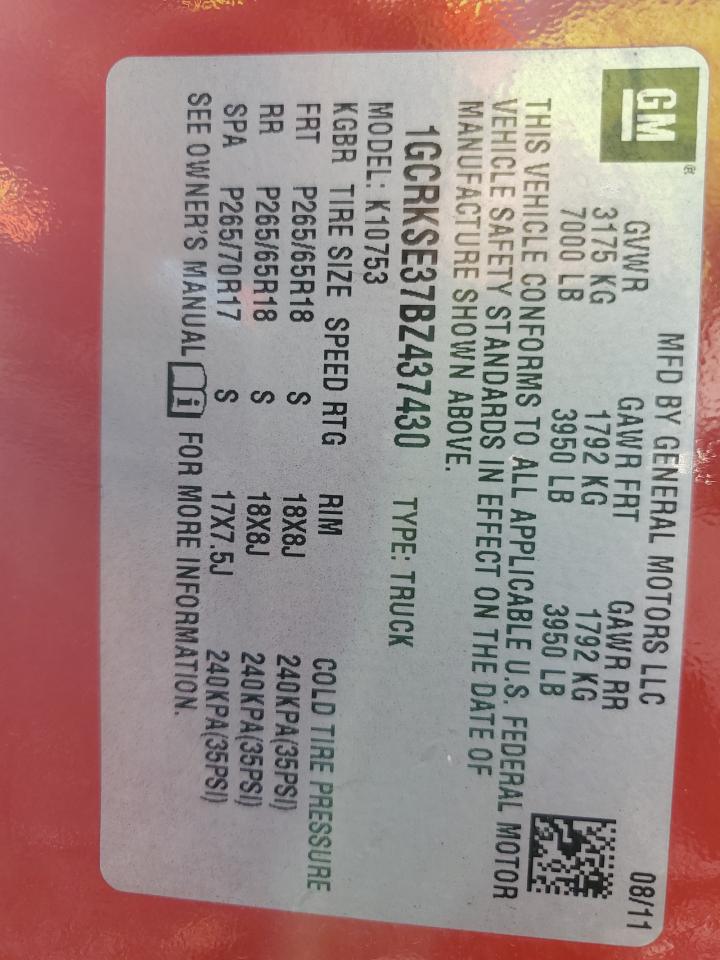 GM
MFD BY GENERAL MOTORS LLC 08/11
GVWR GAWR FRT GAWR RR
3175 KG 1792 KG 1792 KG
7000 LB 3950 LB 3950 LB
THIS VEHICLE CONFORMS TO ALL APPLICABLE U.S. FEDERAL MOTOR
VEHICLE SAFETY STANDARDS IN EFFECT ON THE DATE OF
MANUFACTURE SHOWN ABOVE.
1GCRKSE37BZ437430 TYPE: TRUCK
MODEL: K10753
KGBR TIRE SIZE SPEED RTG RIM COLD TIRE PRESSURE
FRT P265/65R18 S 18X8J 240KPA(35PSI)
RR P265/65R18 S 18X8J 240KPA(35PSI)
SPA P265/70R17 S 17X7.5J 240KPA(35PSI)
SEE OWNER'S MANUAL i FOR MORE INFORMATION.